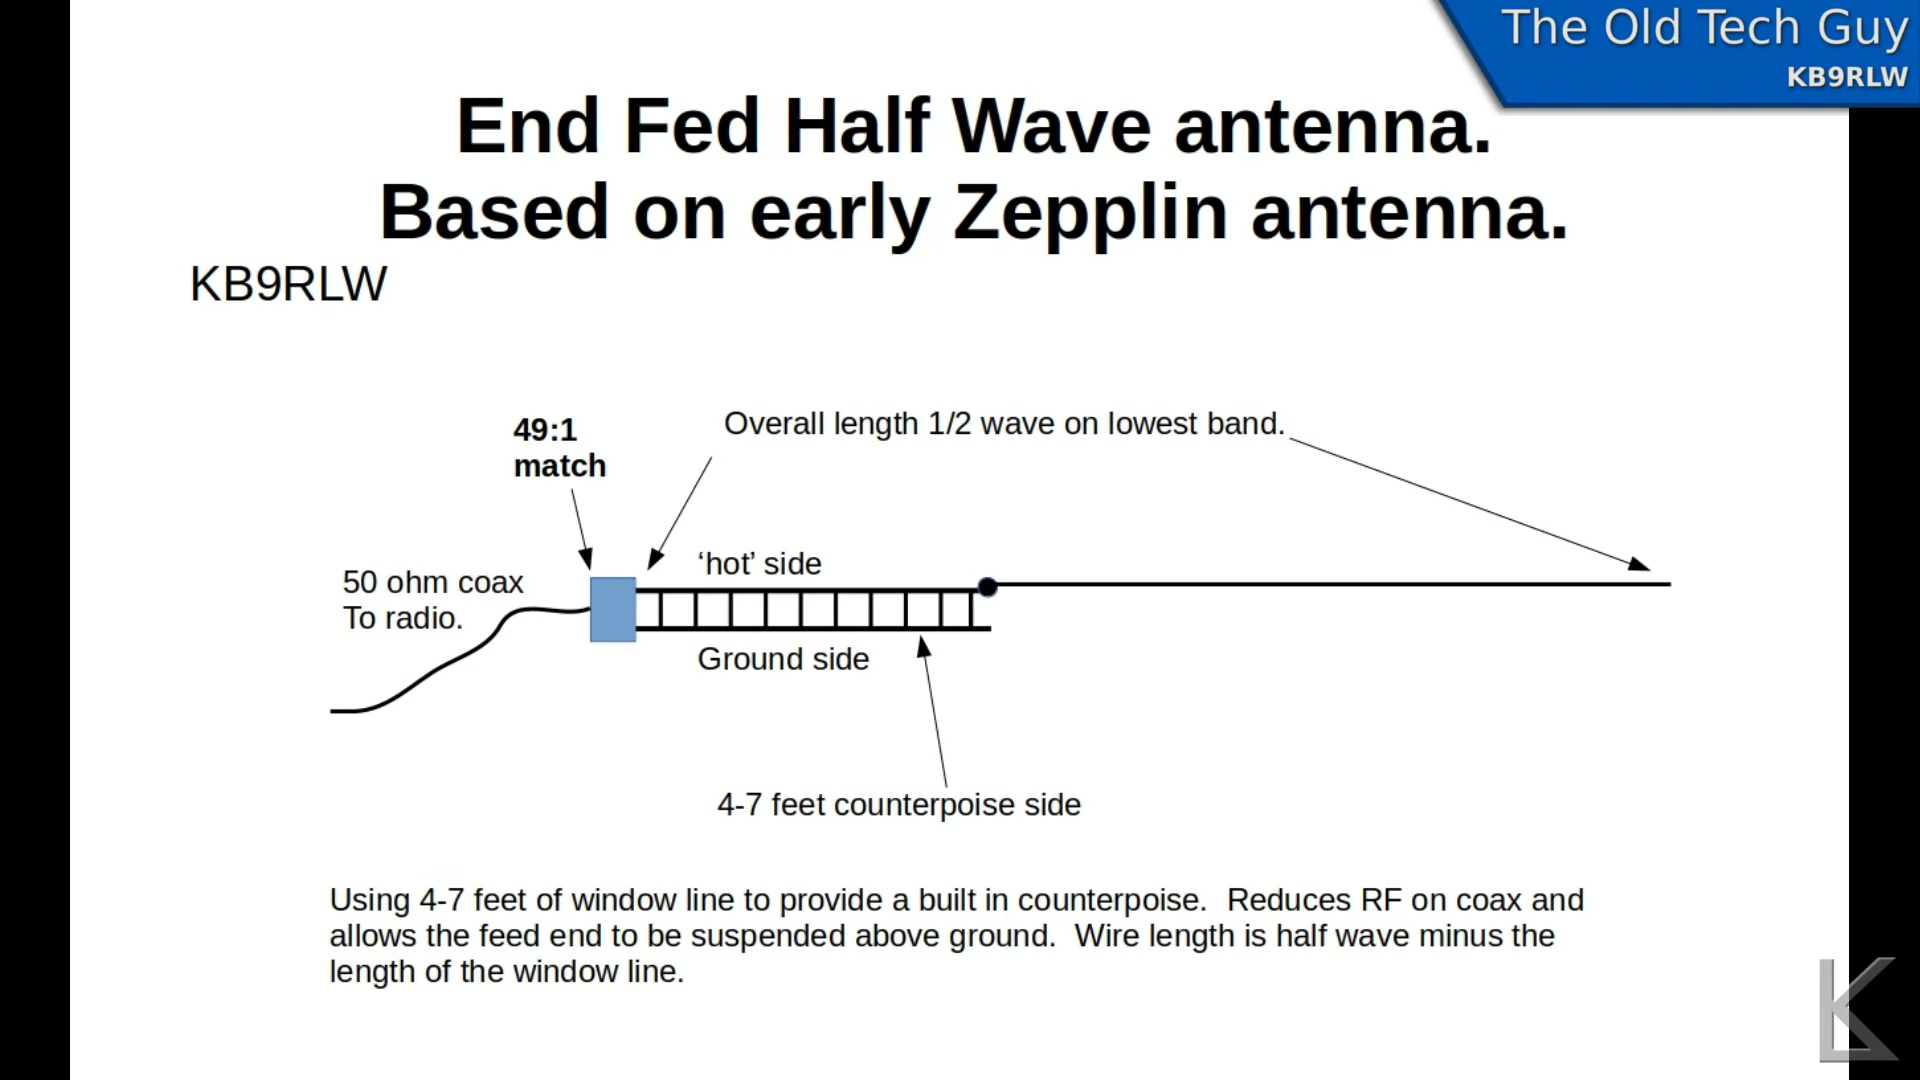 The Old Tech Guy
KB9RLW
End Fed Half Wave antenna.
Based on early Zepplin antenna.
KB9RLW
49:1
match
Overall length 1/2 wave on lowest band.
‘hot’ side
50 ohm coax
To radio.
Ground side
4-7 feet counterpoise side
Using 4-7 feet of window line to provide a built in counterpoise.  Reduces RF on coax and
allows the feed end to be suspended above ground.  Wire length is half wave minus the
length of the window line.
K